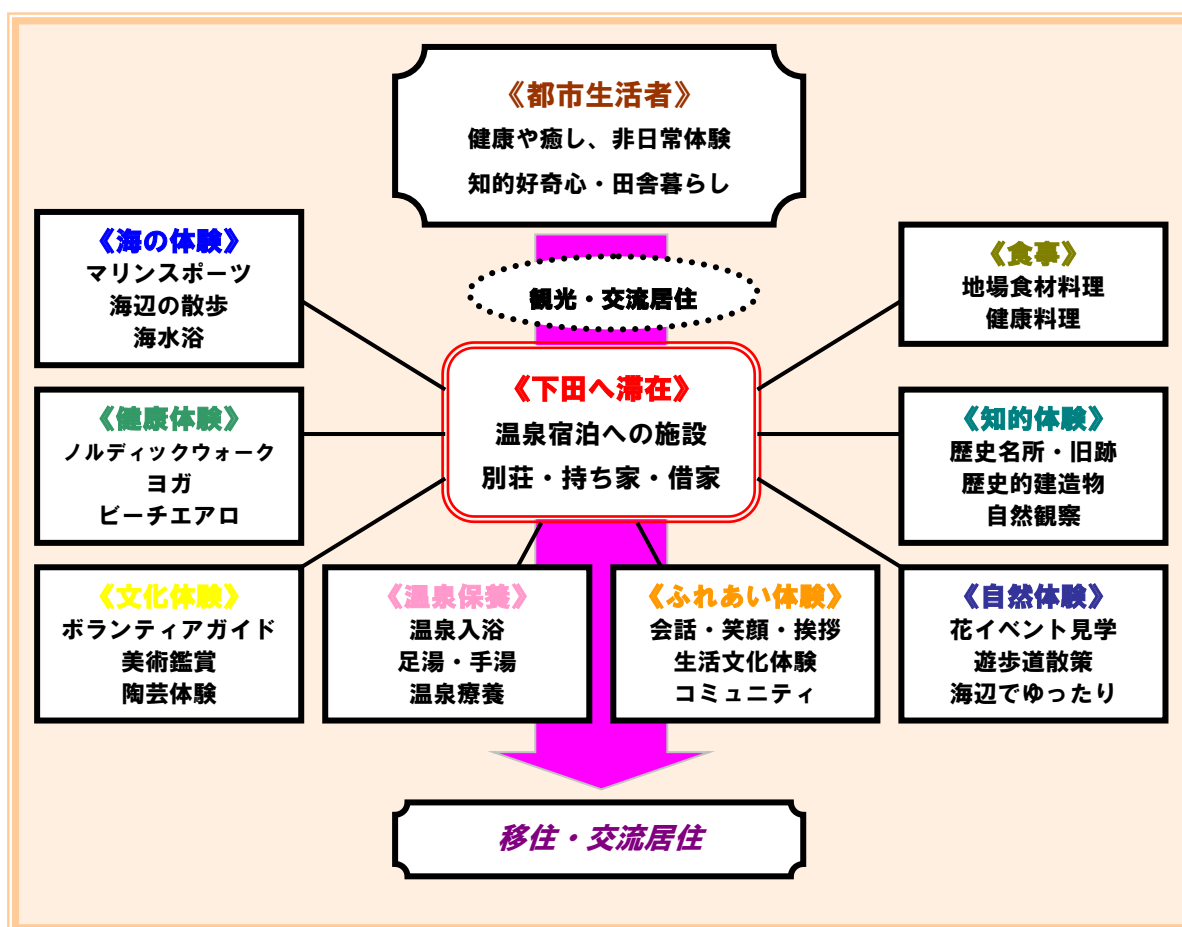 《都市生活者》
健康や癒し、非日常体験
知的好奇心・田舎暮らし
観光・交流居住
《海の体験》
マリンスポーツ
海辺の散歩
海水浴
《食事》
地場食材料理
健康料理
《下田へ滞在》
温泉宿泊への施設
別荘・持ち家・借家
《健康体験》
ノルディックウォーク
ヨガ
ビーチエアロ
《知的体験》
歴史名所・旧跡
歴史的建造物
自然観察
《文化体験》
ボランティアガイド
美術鑑賞
陶芸体験
《温泉保養》
温泉入浴
足湯・手湯
温泉療養
《ふれあい体験》
会話・笑顔・挨拶
生活文化体験
コミュニティ
《自然体験》
花イベント見学
遊歩道散策
海辺でゆったり
移住・交流居住